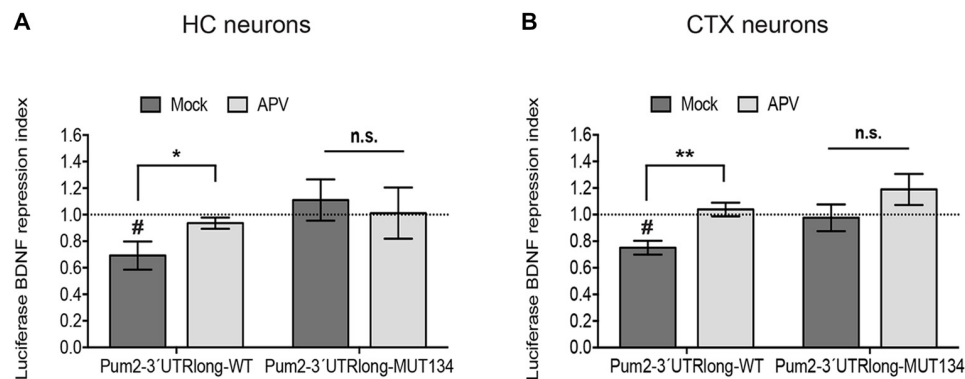 A
HC neurons
Mock
APV
Luciferase BDNF repression index
1.6
1.4
1.2
1.0
0.8
0.6
0.4
0.2
0.0
#
*
n.s.
Pum2-3´UTRlong-WT
Pum2-3´UTRlong-MUT134
B
CTX neurons
Mock
APV
Luciferase BDNF repression index
1.6
1.4
1.2
1.0
0.8
0.6
0.4
0.2
0.0
#
**
n.s.
Pum2-3´UTRlong-WT
Pum2-3´UTRlong-MUT134